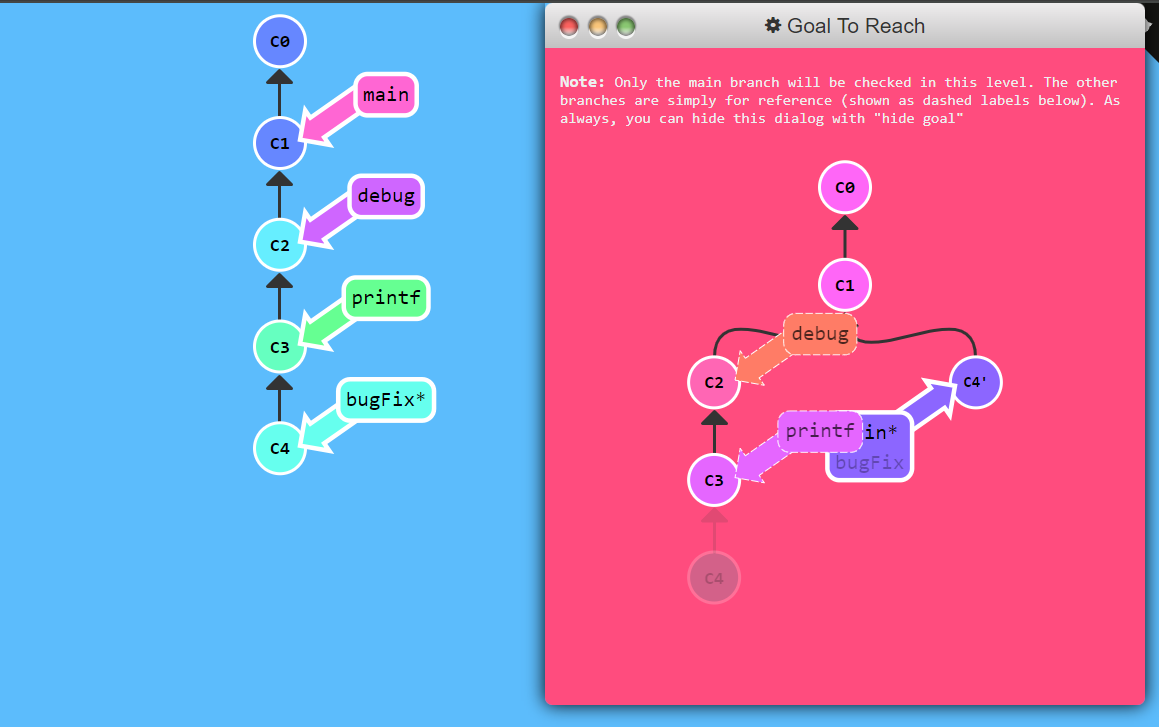 C0
main
C1
debug
C2
printf
C3
bugFix*
C4
Goal To Reach
Note: Only the main branch will be checked in this level. The other
branches are simply for reference (shown as dashed labels below). As
always, you can hide this dialog with "hide goal"
C0
C1
debug
C2
C4'
printf
in*
bugFix
C3
C4